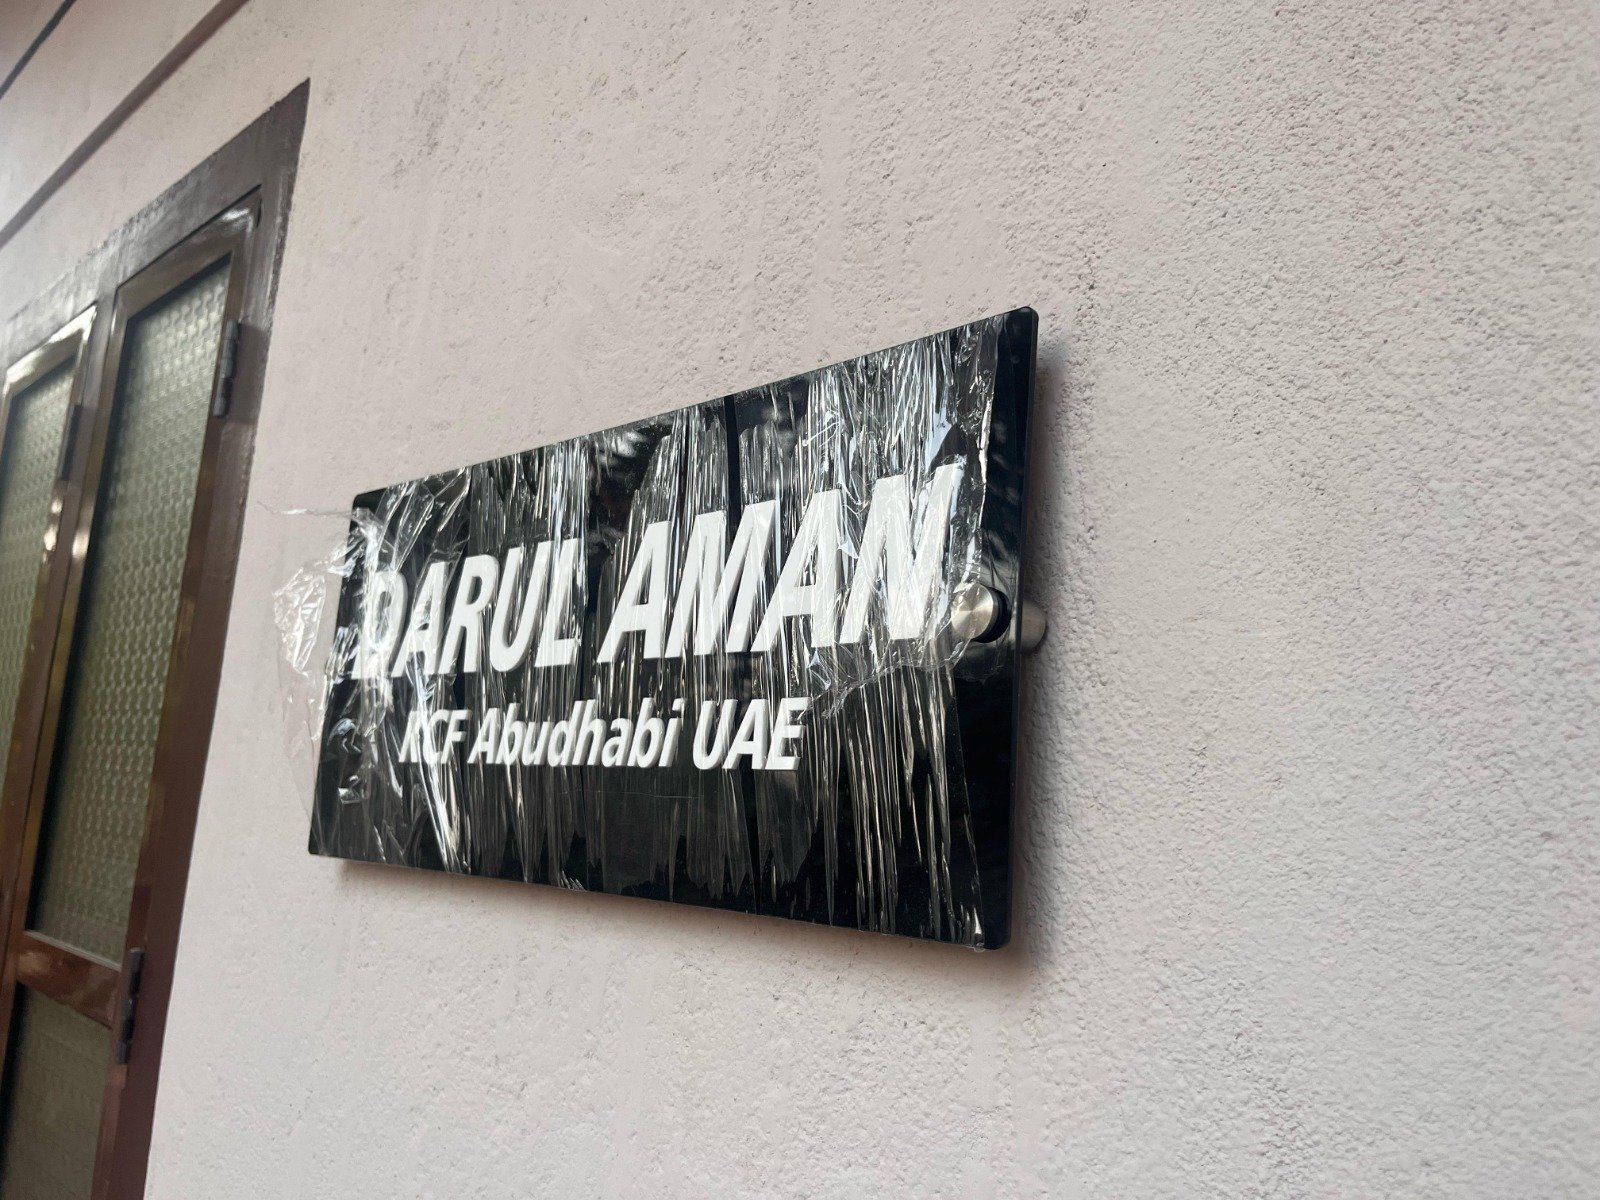 DARUL AMAN
KCF Abudhabi UAE